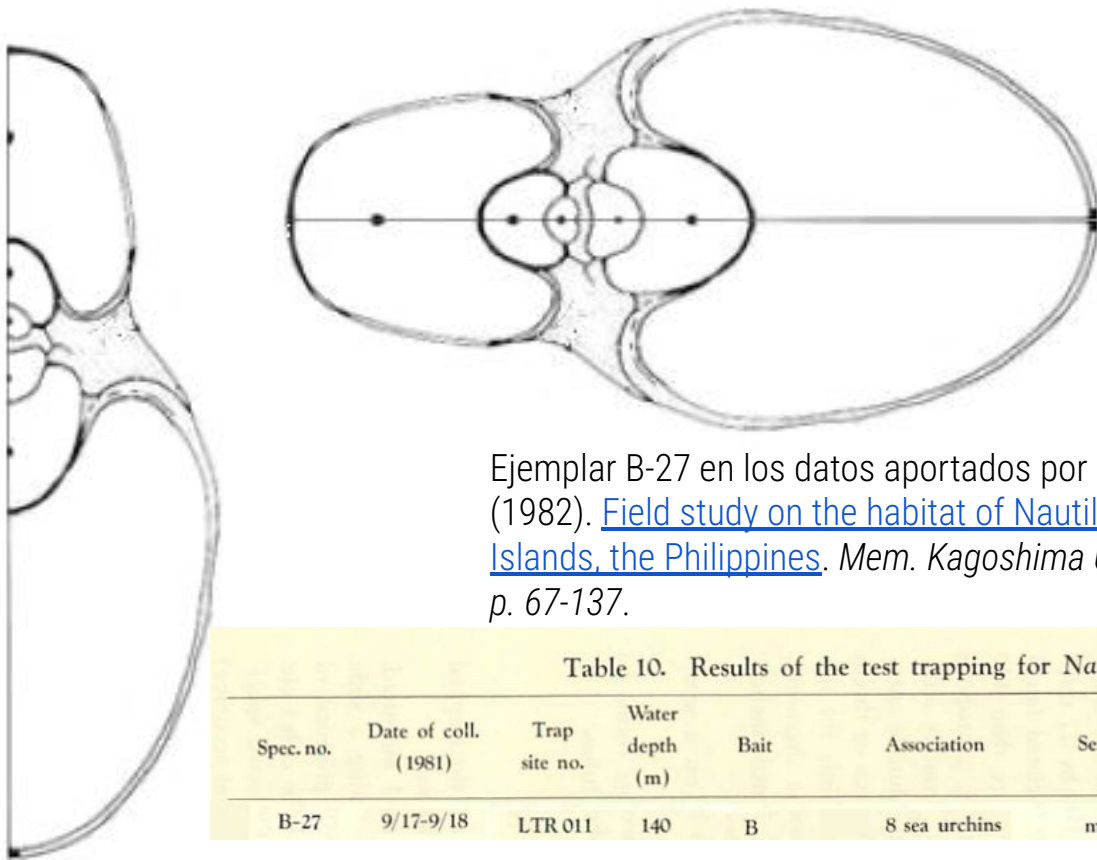 Ejemplar B-27 en los datos aportados por
(1982). Field study on the habitat of Nautil
Islands, the Philippines. Mem. Kagoshima
p. 67-137.
Table 10. Results of the test trapping for Na
Spec. no. Date of coll. (1981) Trap site no. Water depth (m) Bait Association Se
B-27 9/17-9/18 LTR 011 140 B 8 sea urchins m